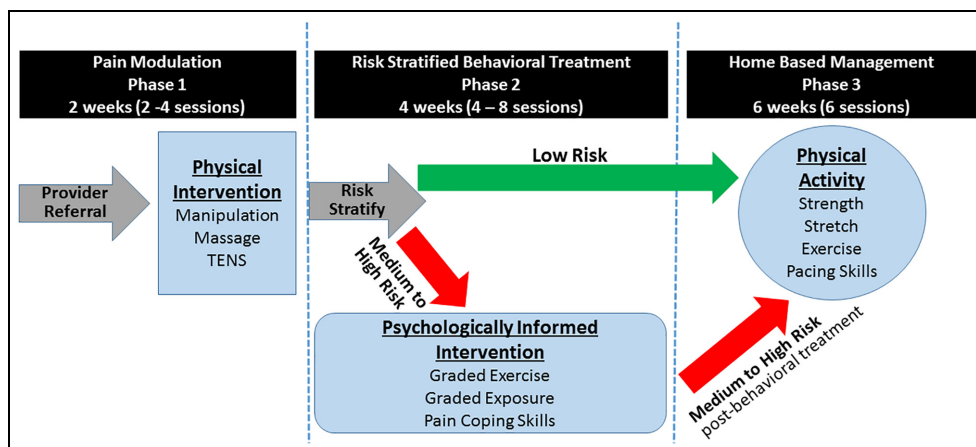 Pain Modulation
Phase 1
2 weeks (2 -4 sessions)
Risk Stratified Behavioral Treatment
Phase 2
4 weeks (4 – 8 sessions)
Home Based Management
Phase 3
6 weeks (6 sessions)
Provider
Referral
Physical
Intervention
Manipulation
Massage
TENS
Risk
Stratify
Low Risk
Medium to
High Risk
Psychologically Informed
Intervention
Graded Exercise
Graded Exposure
Pain Coping Skills
Medium to High Risk
post-behavioral treatment
Physical
Activity
Strength
Stretch
Exercise
Pacing Skills